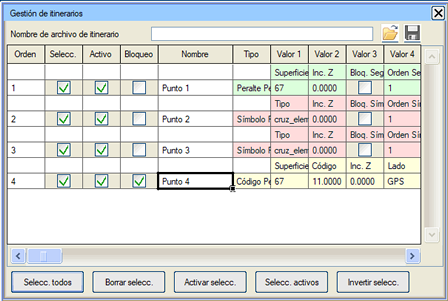 Gestión de itinerarios
Nombre de archivo de itinerario
Orden Selecc. Activo Bloqueo Nombre Tipo Valor 1 Valor 2 Valor 3 Valor 4
Superficie Inc. Z Bloq. Seg Orden Se
1 Punto 1 Peralte Pe 67 0.0000 1
Tipo Inc. Z Bloq. Sím Orden Sím
2 Punto 2 Símbolo P cruz_elem 0.0000 1
Tipo Inc. Z Bloq. Sím Orden Sím
3 Punto 3 Símbolo P cruz_elem 0.0000 1
Superficie Código Inc. Z Lado
4 Punto 4 Código Pe 67 11.0000 0.0000 GPS
Selecc. todos Borrar selecc. Activar selecc. Selecc. activos Invertir selecc.